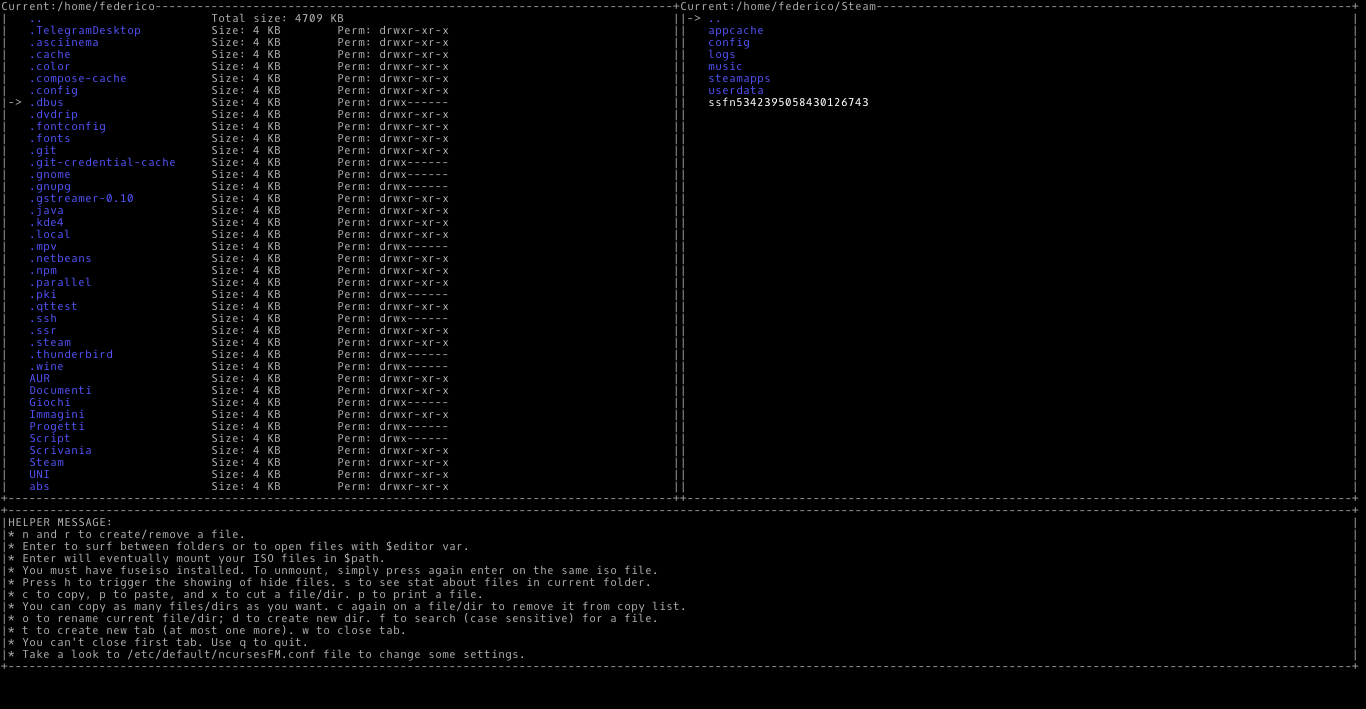 Current:/home/federico
.. Total size: 4709 KB
.TelegramDesktop Size: 4 KB Perm: drwxr-xr-x
.asciinema Size: 4 KB Perm: drwxr-xr-x
.cache Size: 4 KB Perm: drwxr-xr-x
.color Size: 4 KB Perm: drwxr-xr-x
.compose-cache Size: 4 KB Perm: drwxr-xr-x
.config Size: 4 KB Perm: drwxr-xr-x
-> .dbus Size: 4 KB Perm: drwx------
.dvdrip Size: 4 KB Perm: drwxr-xr-x
.fontconfig Size: 4 KB Perm: drwxr-xr-x
.fonts Size: 4 KB Perm: drwxr-xr-x
.git Size: 4 KB Perm: drwxr-xr-x
.git-credential-cache Size: 4 KB Perm: drwx------
.gnome Size: 4 KB Perm: drwx------
.gnupg Size: 4 KB Perm: drwx------
.gstreamer-0.10 Size: 4 KB Perm: drwxr-xr-x
.java Size: 4 KB Perm: drwxr-xr-x
.kde4 Size: 4 KB Perm: drwxr-xr-x
.local Size: 4 KB Perm: drwxr-xr-x
.mpv Size: 4 KB Perm: drwx------
.netbeans Size: 4 KB Perm: drwxr-xr-x
.npm Size: 4 KB Perm: drwxr-xr-x
.parallel Size: 4 KB Perm: drwxr-xr-x
.pki Size: 4 KB Perm: drwx------
.qttest Size: 4 KB Perm: drwxr-xr-x
.ssh Size: 4 KB Perm: drwx------
.ssr Size: 4 KB Perm: drwxr-xr-x
.steam Size: 4 KB Perm: drwxr-xr-x
.thunderbird Size: 4 KB Perm: drwx------
.wine Size: 4 KB Perm: drwx------
AUR Size: 4 KB Perm: drwxr-xr-x
Documenti Size: 4 KB Perm: drwxr-xr-x
Giochi Size: 4 KB Perm: drwx------
Immagini Size: 4 KB Perm: drwxr-xr-x
Progetti Size: 4 KB Perm: drwx------
Script Size: 4 KB Perm: drwx------
Scrivania Size: 4 KB Perm: drwxr-xr-x
Steam Size: 4 KB Perm: drwxr-xr-x
UNI Size: 4 KB Perm: drwxr-xr-x
abs Size: 4 KB Perm: drwxr-xr-x
Current:/home/federico/Steam
-> ..
appcache
config
logs
music
steamapps
userdata
ssfn5342395058430126743
HELPER MESSAGE:
* n and r to create/remove a file.
* Enter to surf between folders or to open files with $editor var.
* Enter will eventually mount your ISO files in $path.
* You must have fuseiso installed. To unmount, simply press again enter on the same iso file.
* Press h to trigger the showing of hide files. s to see stat about files in current folder.
* c to copy, p to paste, and x to cut a file/dir. p to print a file.
* You can copy as many files/dirs as you want. c again on a file/dir to remove it from copy list.
* o to rename current file/dir; d to create new dir. f to search (case sensitive) for a file.
* t to create new tab (at most one more). w to close tab.
* You can't close first tab. Use q to quit.
* Take a look to /etc/default/ncursesFM.conf file to change some settings.